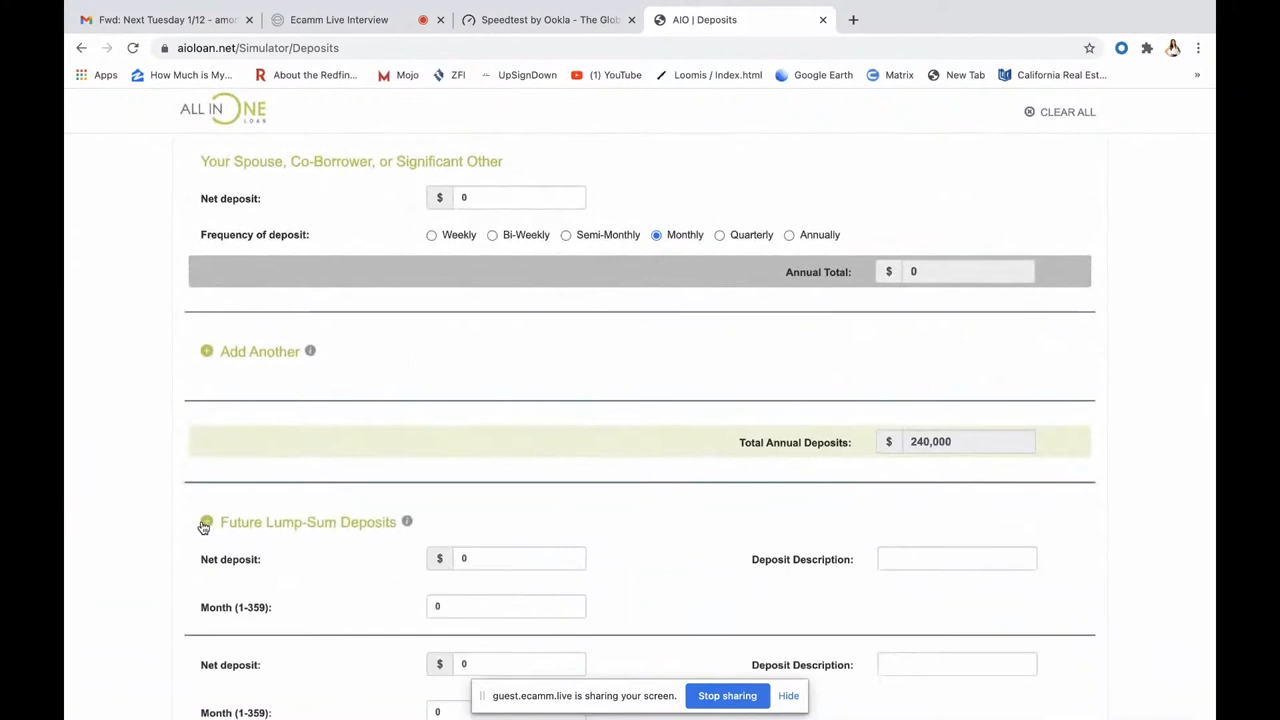 Fwd: Next Tuesday 1/12 - amor
Ecamm Live Interview
Speedtest by Ookla - The Glob
AIO | Deposits
aioloan.net/Simulator/Deposits
Apps
How Much is My...
About the Redfin...
Mojo
ZFI
UpSignDown
(1) YouTube
Loomis / Index.html
Google Earth
Matrix
New Tab
California Real Est...
»
ALL IN ONE
LOAN
CLEAR ALL
Your Spouse, Co-Borrower, or Significant Other
Net deposit: $ 0
Frequency of deposit: Weekly Bi-Weekly Semi-Monthly Monthly Quarterly Annually
Annual Total: $ 0
Add Another
Total Annual Deposits: $ 240,000
Future Lump-Sum Deposits
Net deposit: $ 0 Deposit Description:
Month (1-359): 0
Net deposit: $ 0 Deposit Description:
guest.ecamm.live is sharing your screen. Stop sharing Hide
Month (1-359): 0